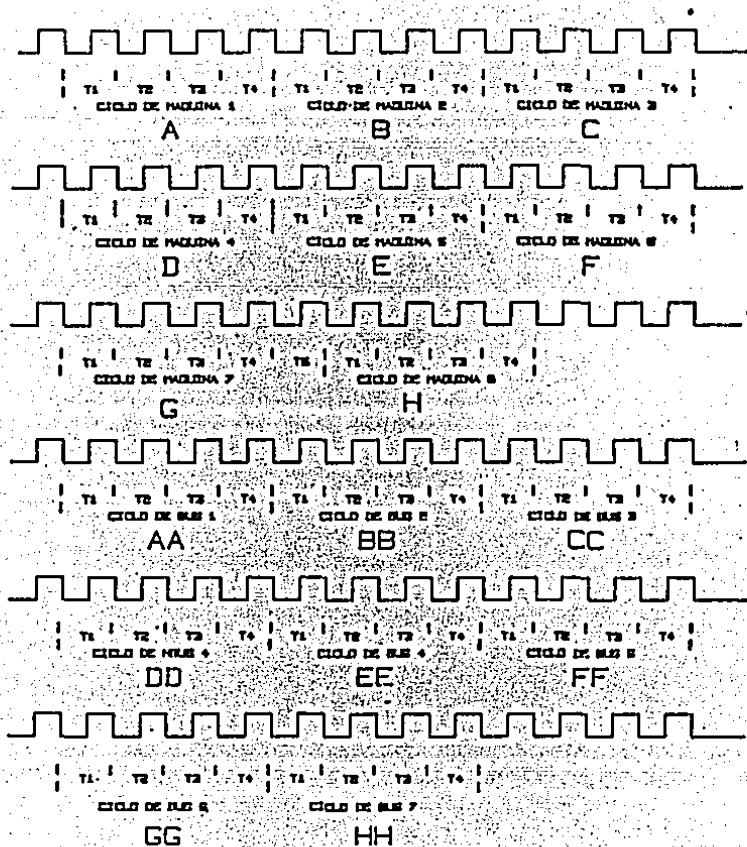 T1 T2 T3 T4 T1 T2 T3 T4 T1 T2 T3 T4
CICLO DE MAQUINA 1 CICLO DE MAQUINA 2 CICLO DE MAQUINA 3
A B C
T1 T2 T3 T4 T1 T2 T3 T4 T1 T2 T3 T4
CICLO DE MAQUINA 4 CICLO DE MAQUINA 5 CICLO DE MAQUINA 6
D E F
T1 T2 T3 T4 T5 T1 T2 T3 T4
CICLO DE MAQUINA 7 CICLO DE MAQUINA 8
G H
T1 T2 T3 T4 T1 T2 T3 T4 T1 T2 T3 T4
CICLO DE BUS 1 CICLO DE BUS 2 CICLO DE BUS 3
AA BB CC
T1 T2 T3 T4 T1 T2 T3 T4 T1 T2 T3 T4
CICLO DE 4 CICLO DE BUS 4 CICLO DE BUS 5
DD EE FF
T1 T2 T3 T4 T1 T2 T3 T4
CICLO DE BUS 6 CICLO DE BUS 7
GG HH